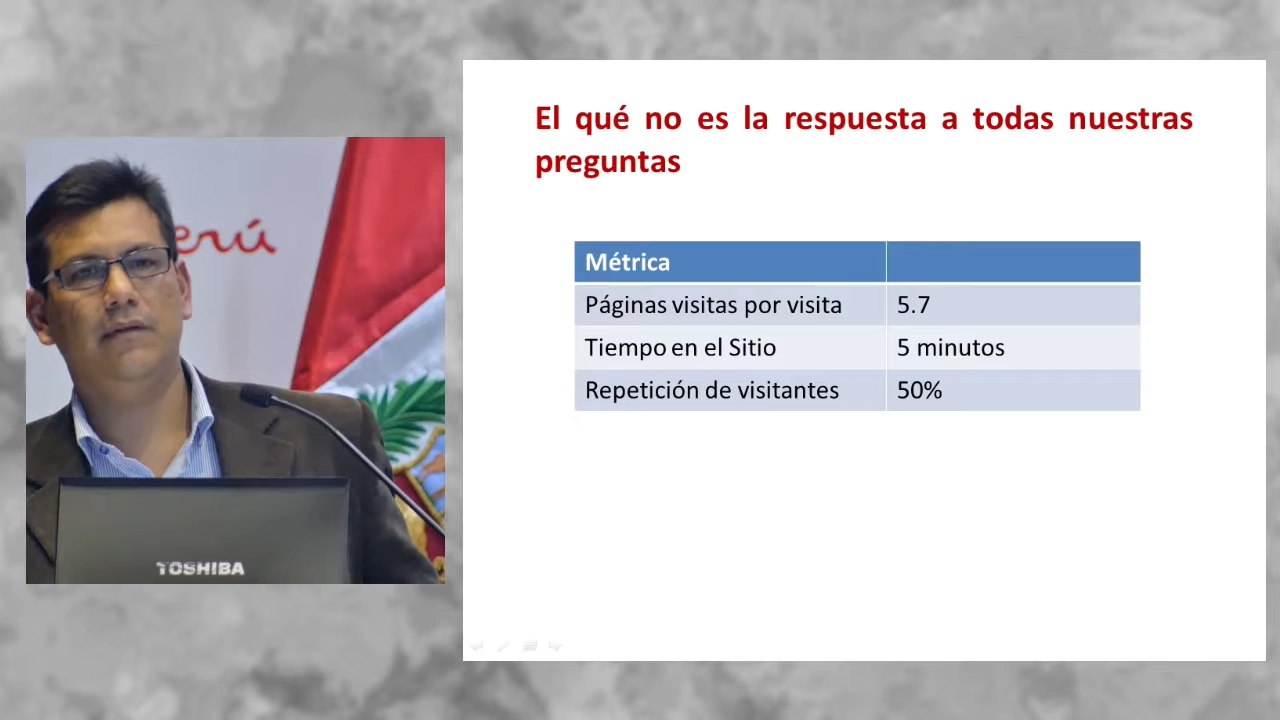 erú
TOSHIBA
El qué no es la respuesta a todas nuestras
preguntas
Métrica
Páginas visitas por visita 5.7
Tiempo en el Sitio 5 minutos
Repetición de visitantes 50%